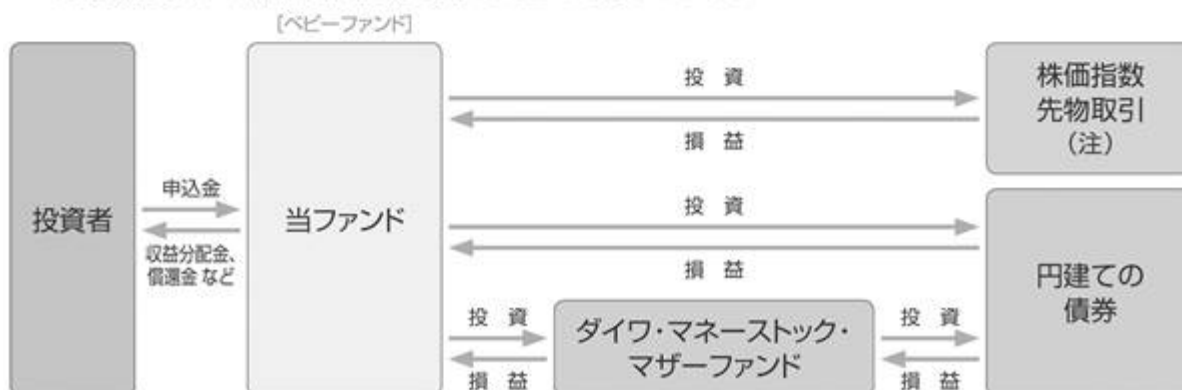 [ベビーファンド]
投資者
申込金
収益分配金、
償還金 など
当ファンド
投 資
損 益
株価指数
先物取引
(注)
投 資
損 益
円建ての
債券
投 資
損 益
ダイワ・マネーストック・
マザーファンド
投 資
損 益